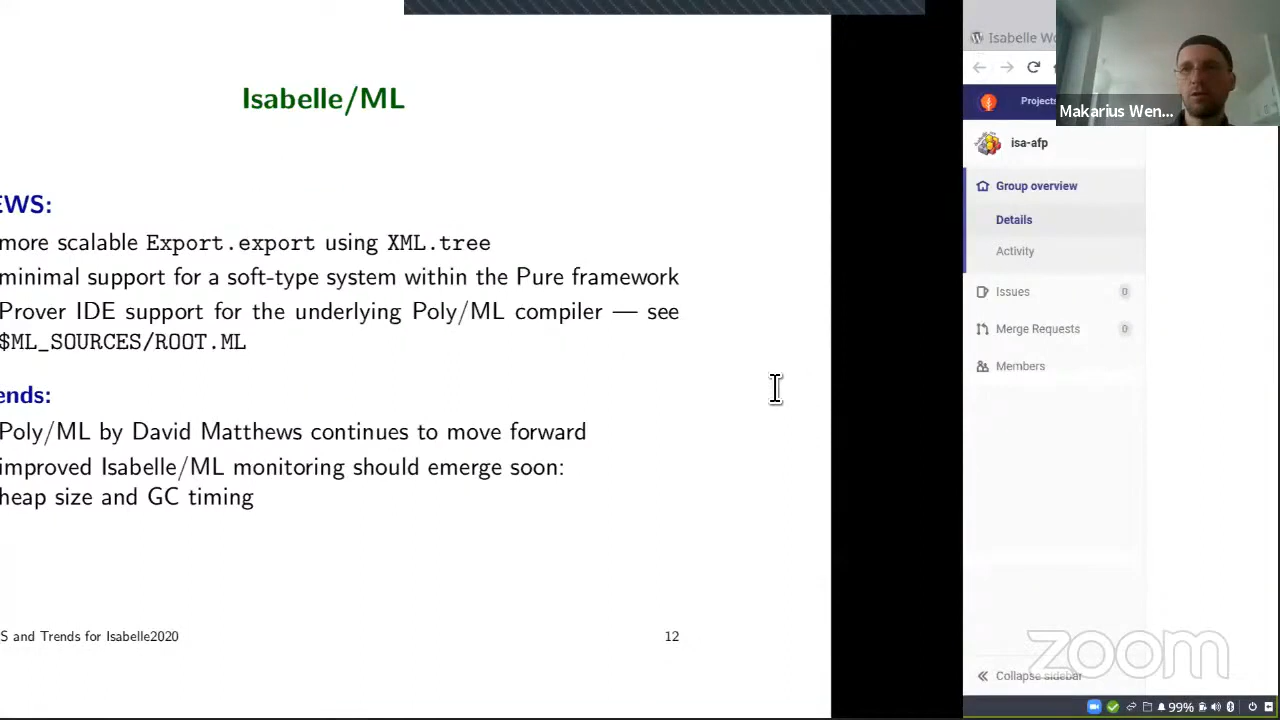 Isabelle/ML
EWS:
more scalable Export.export using XML.tree
minimal support for a soft-type system within the Pure framework
Prover IDE support for the underlying Poly/ML compiler — see
$ML_SOURCES/ROOT.ML
ends:
Poly/ML by David Matthews continues to move forward
improved Isabelle/ML monitoring should emerge soon:
heap size and GC timing
S and Trends for Isabelle2020
12
Isabelle Wo
Projects
Makarius Wen...
isa-afp
Group overview
Details
Activity
Issues 0
Merge Requests 0
Members
zoom
Collapse sidebar
99%